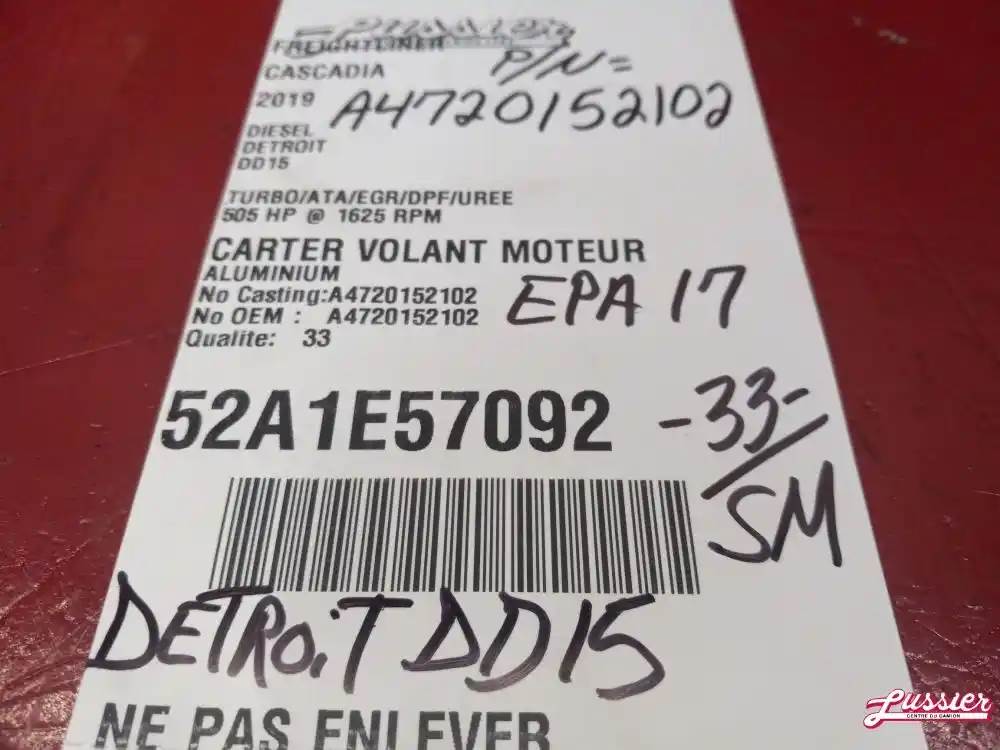 FREIGHTLINER
P/N=
CASCADIA
2019
A4720152102
DIESEL
DETROIT
DD15
TURBO/ATA/EGR/DPF/UREE
505 HP @ 1625 RPM
CARTER VOLANT MOTEUR
ALUMINIUM
No Casting:A4720152102
No OEM : A4720152102
EPA 17
Qualite: 33
52A1E57092
-33-
SM
DETROiT DD15
NE PAS ENLEVER
Lussier
CENTRE DU CAMION